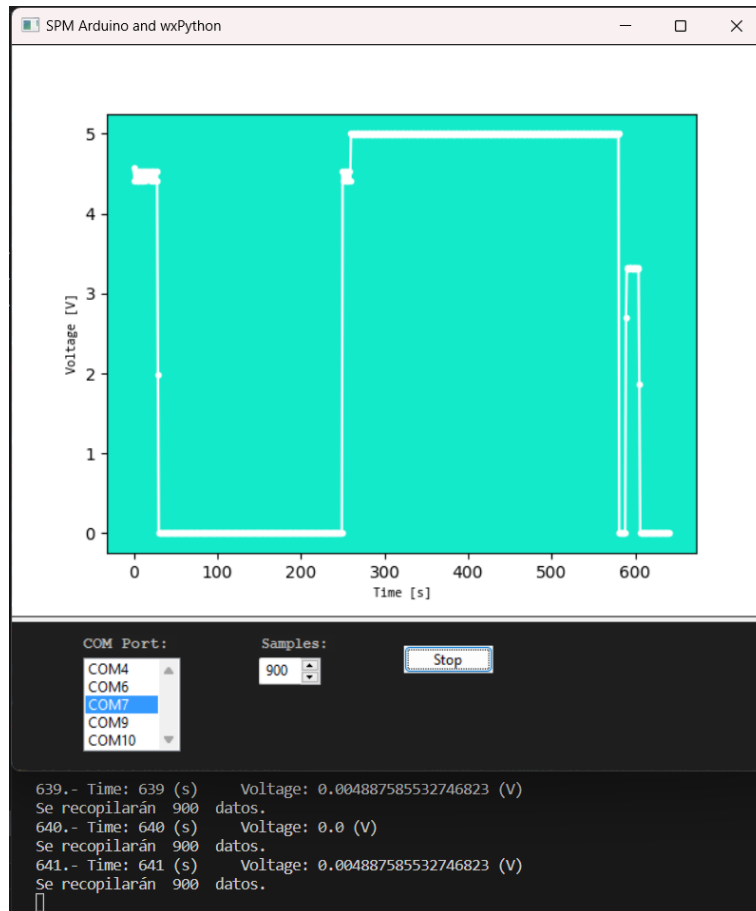 SPM Arduino and wxPython
5
4
3
2
1
0
Voltage [V]
0 100 200 300 400 500 600
Time [s]
COM Port:
Samples:
Stop
900
COM4
COM6
COM7
COM9
COM10
639.- Time: 639 (s) Voltage: 0.004887585532746823 (V)
Se recopilarán 900 datos.
640.- Time: 640 (s) Voltage: 0.0 (V)
Se recopilarán 900 datos.
641.- Time: 641 (s) Voltage: 0.004887585532746823 (V)
Se recopilarán 900 datos.